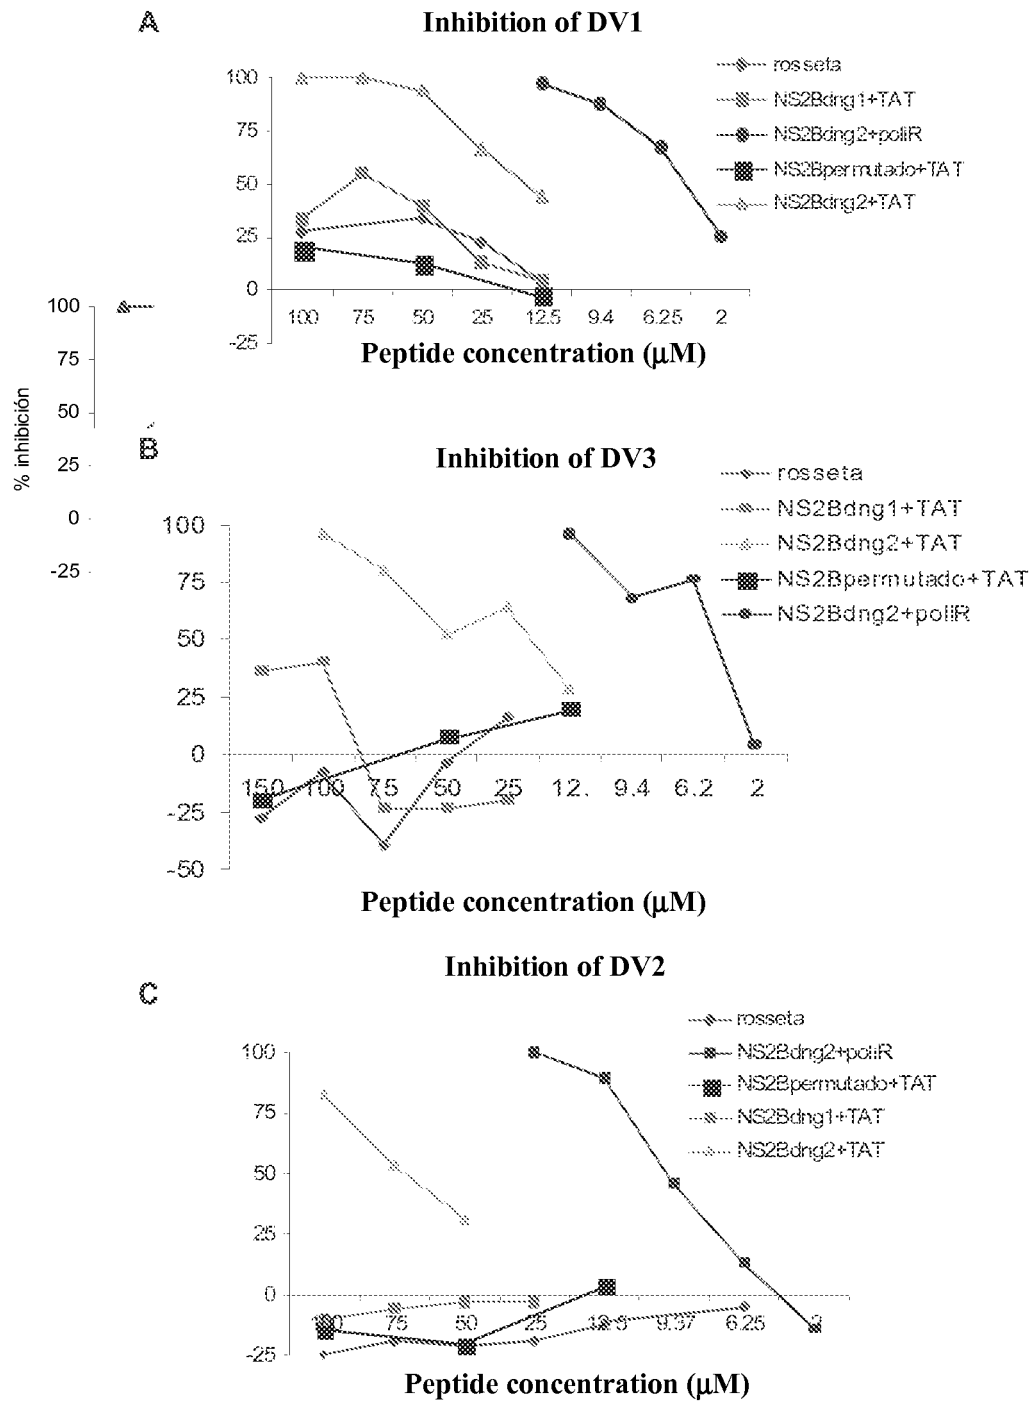 A
Inhibition of DV1
rosseta
NS2Bdng1+TAT
NS2Bdng2+poliR
NS2Bpermutado+TAT
NS2Bdng2+TAT
100
75
50
25
0
-25
100 75 50 25 12.5 9.4 6.25 2
Peptide concentration (μM)
% inhibición
100
75
50
25
0
-25
B
Inhibition of DV3
rosseta
NS2Bdng1+TAT
NS2Bdng2+TAT
NS2Bpermutado+TAT
NS2Bdng2+poliR
100
75
50
25
0
-25
-50
150 100 75 50 25 12. 9.4 6.2 2
Peptide concentration (μM)
C
Inhibition of DV2
rosseta
NS2Bdng2+poliR
NS2Bpermutado+TAT
NS2Bdng1+TAT
NS2Bdng2+TAT
100
75
50
25
0
-25
100 75 50 25 12.5 9.37 6.25 2
Peptide concentration (μM)